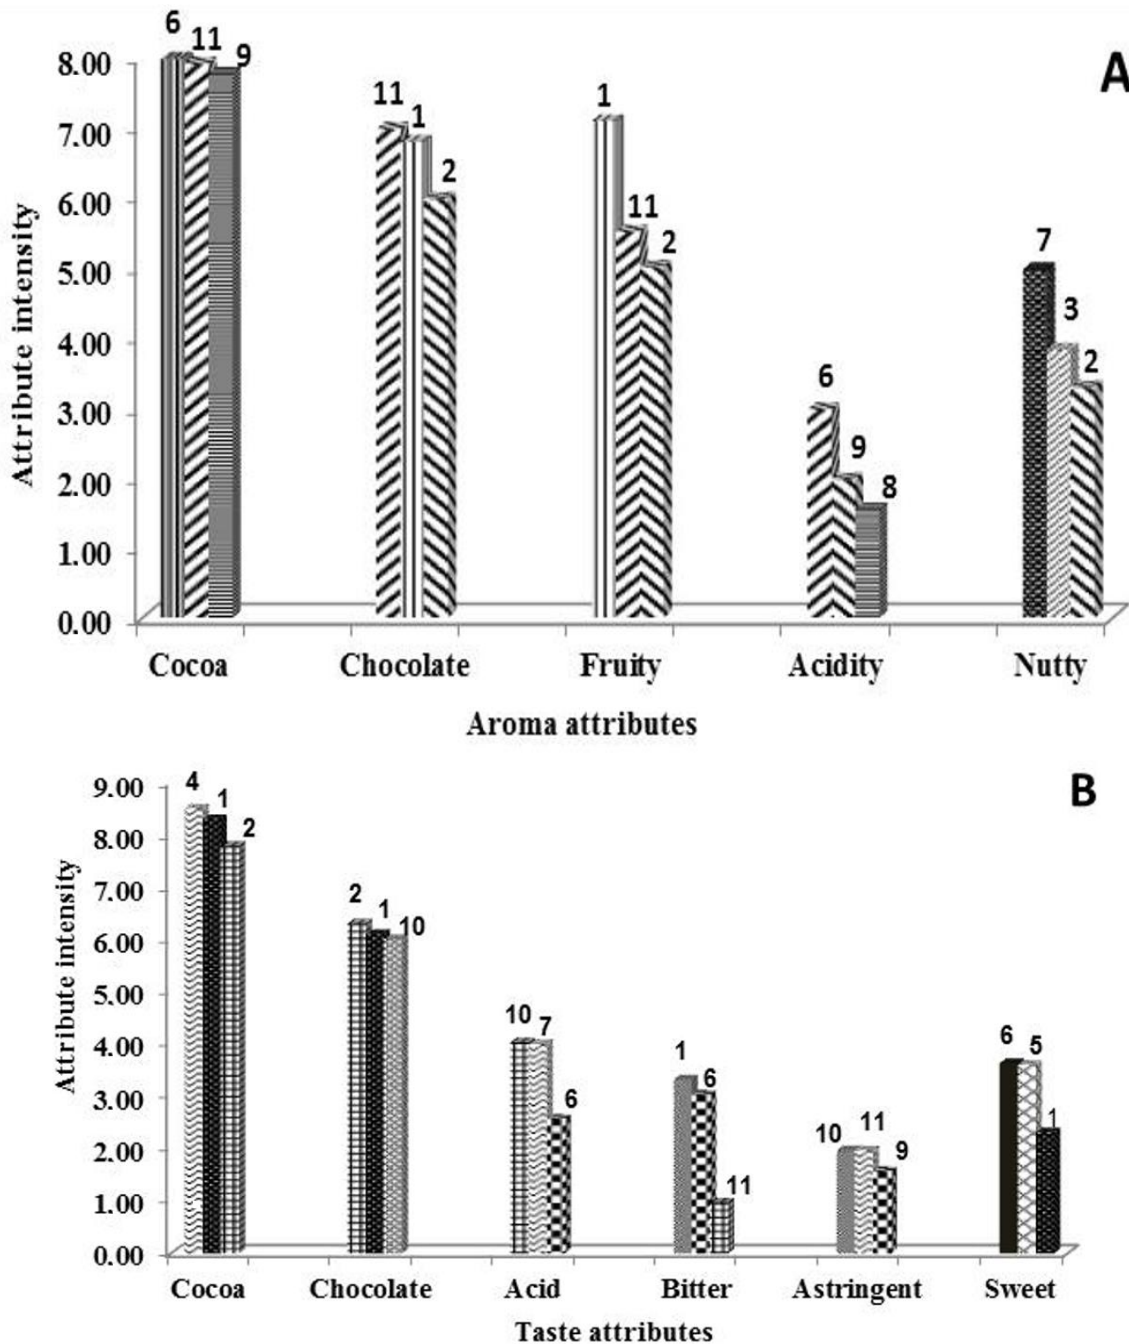 A
6 11 9 11 1 2 1 11 2 6 9 8 7 3 2
8.00
7.00
6.00
5.00
4.00
3.00
2.00
1.00
0.00
Attribute intensity
Cocoa Chocolate Fruity Acidity Nutty
Aroma attributes
B
4 1 2 2 1 10 10 7 6 1 6 11 10 11 9 6 5 1
9.00
8.00
7.00
6.00
5.00
4.00
3.00
2.00
1.00
0.00
Attribute intensity
Cocoa Chocolate Acid Bitter Astringent Sweet
Taste attributes